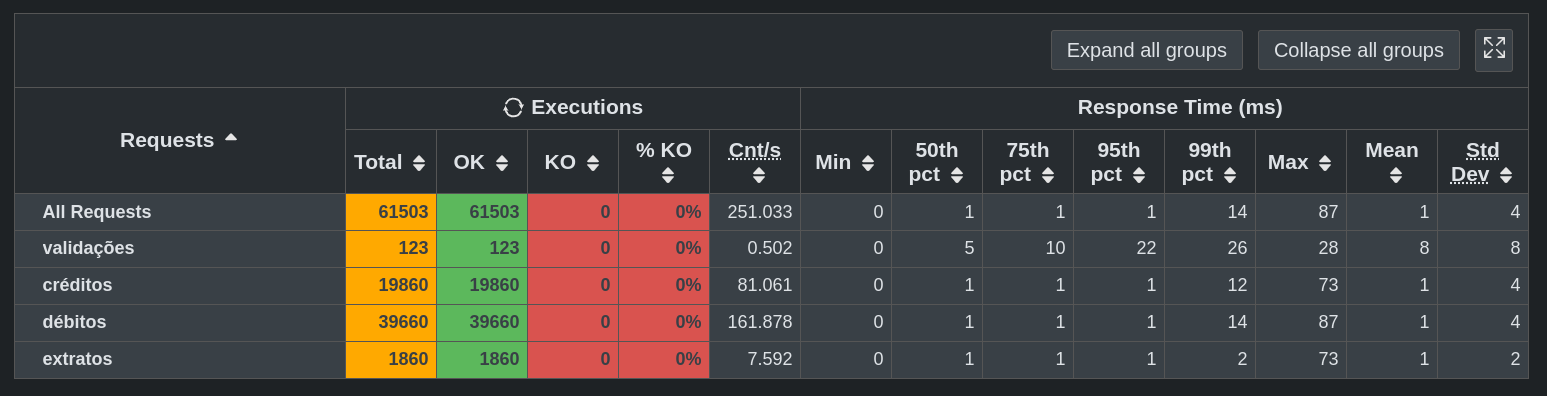 Expand all groups Collapse all groups
Requests Executions Response Time (ms)
Total OK KO % KO Cnt/s Min 50th pct 75th pct 95th pct 99th pct Max Mean Std Dev
All Requests 61503 61503 0 0% 251.033 0 1 1 1 14 87 1 4
validações 123 123 0 0% 0.502 0 5 10 22 26 28 8 8
créditos 19860 19860 0 0% 81.061 0 1 1 1 12 73 1 4
débitos 39660 39660 0 0% 161.878 0 1 1 1 14 87 1 4
extratos 1860 1860 0 0% 7.592 0 1 1 1 2 73 1 2